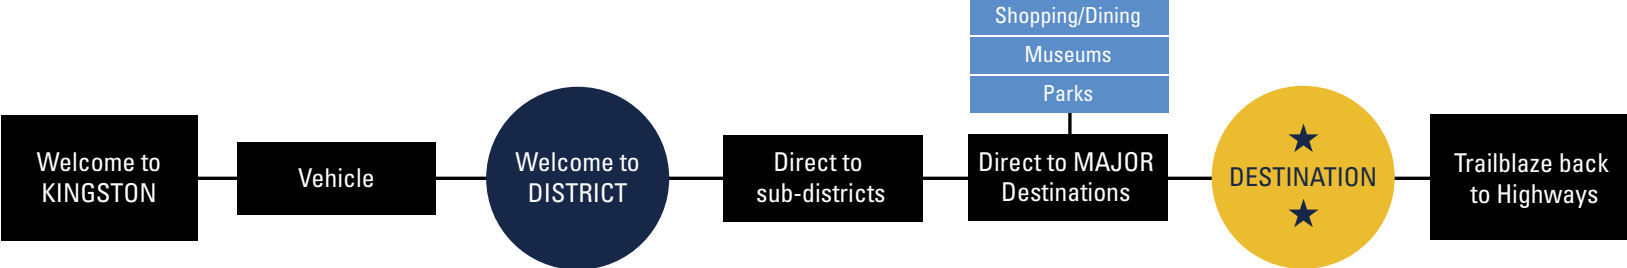 Shopping/Dining
Museums
Parks
Welcome to
KINGSTON
Vehicle
Welcome to
DISTRICT
Direct to
sub-districts
Direct to MAJOR
Destinations
DESTINATION
Trailblaze back
to Highways